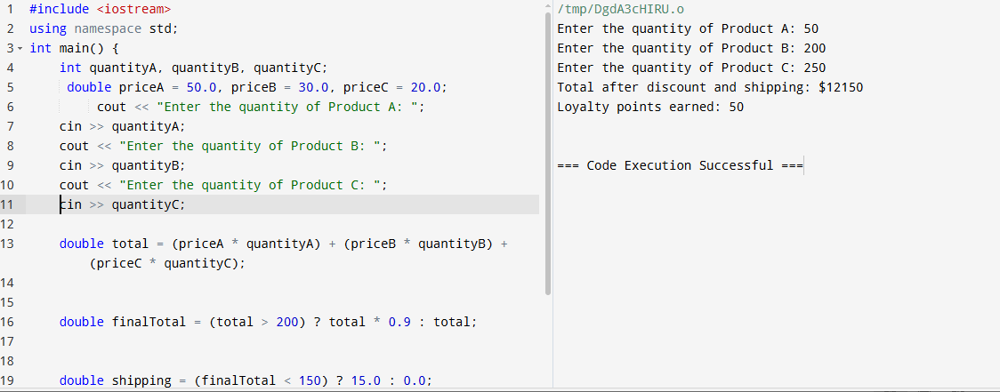 1 #include <iostream>
2 using namespace std;
3 int main() {
4 int quantityA, quantityB, quantityC;
5 double priceA = 50.0, priceB = 30.0, priceC = 20.0;
6 cout << "Enter the quantity of Product A: ";
7 cin >> quantityA;
8 cout << "Enter the quantity of Product B: ";
9 cin >> quantityB;
10 cout << "Enter the quantity of Product C: ";
11 cin >> quantityC;
12
13 double total = (priceA * quantityA) + (priceB * quantityB) +
(priceC * quantityC);
14
15
16 double finalTotal = (total > 200) ? total * 0.9 : total;
17
18
19 double shipping = (finalTotal < 150) ? 15.0 : 0.0;
/tmp/DgdA3cHIRU.o
Enter the quantity of Product A: 50
Enter the quantity of Product B: 200
Enter the quantity of Product C: 250
Total after discount and shipping: $12150
Loyalty points earned: 50
=== Code Execution Successful ===